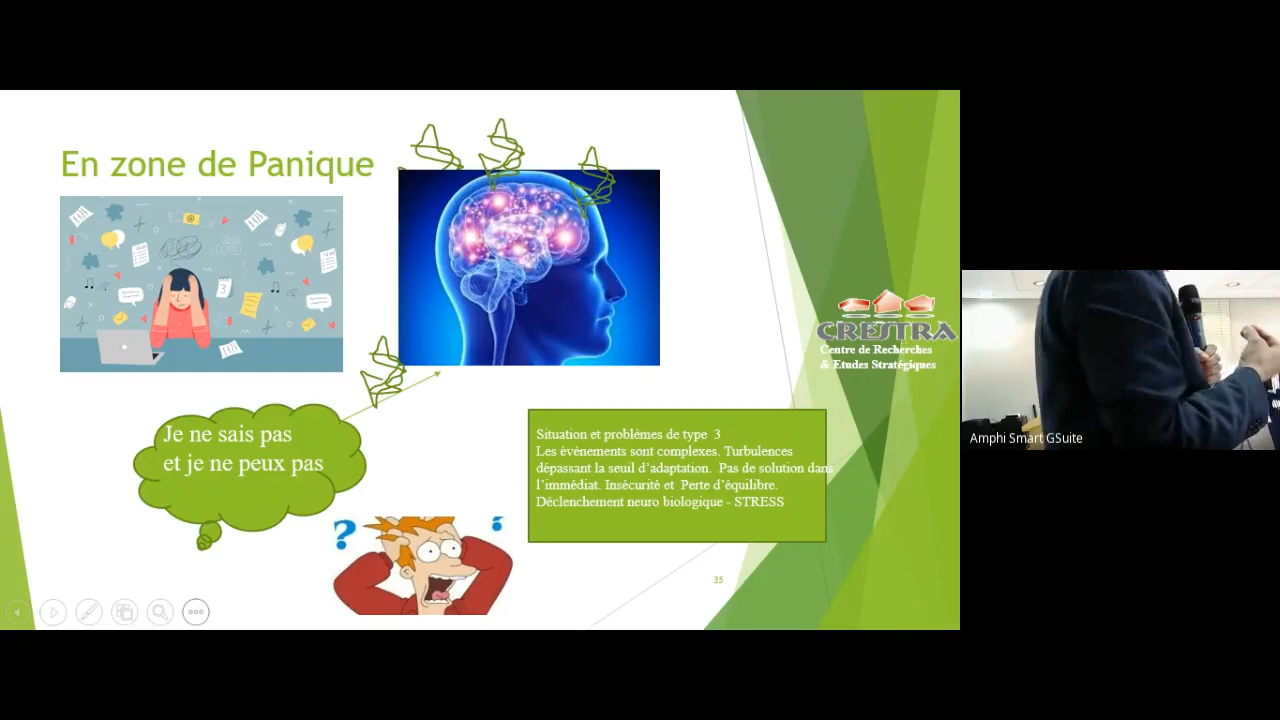 En zone de Panique
CRESTRA
Centre de Recherches
& Etudes Stratégiques
Je ne sais pas
et je ne peux pas
Situation et problèmes de type 3
Les évènements sont complexes. Turbulences
dépassant la seuil d'adaptation. Pas de solution dans
l'immédiat. Insécurité et Perte d'équilibre.
Déclenchement neuro biologique - STRESS
? ?
35
Amphi Smart GSuite